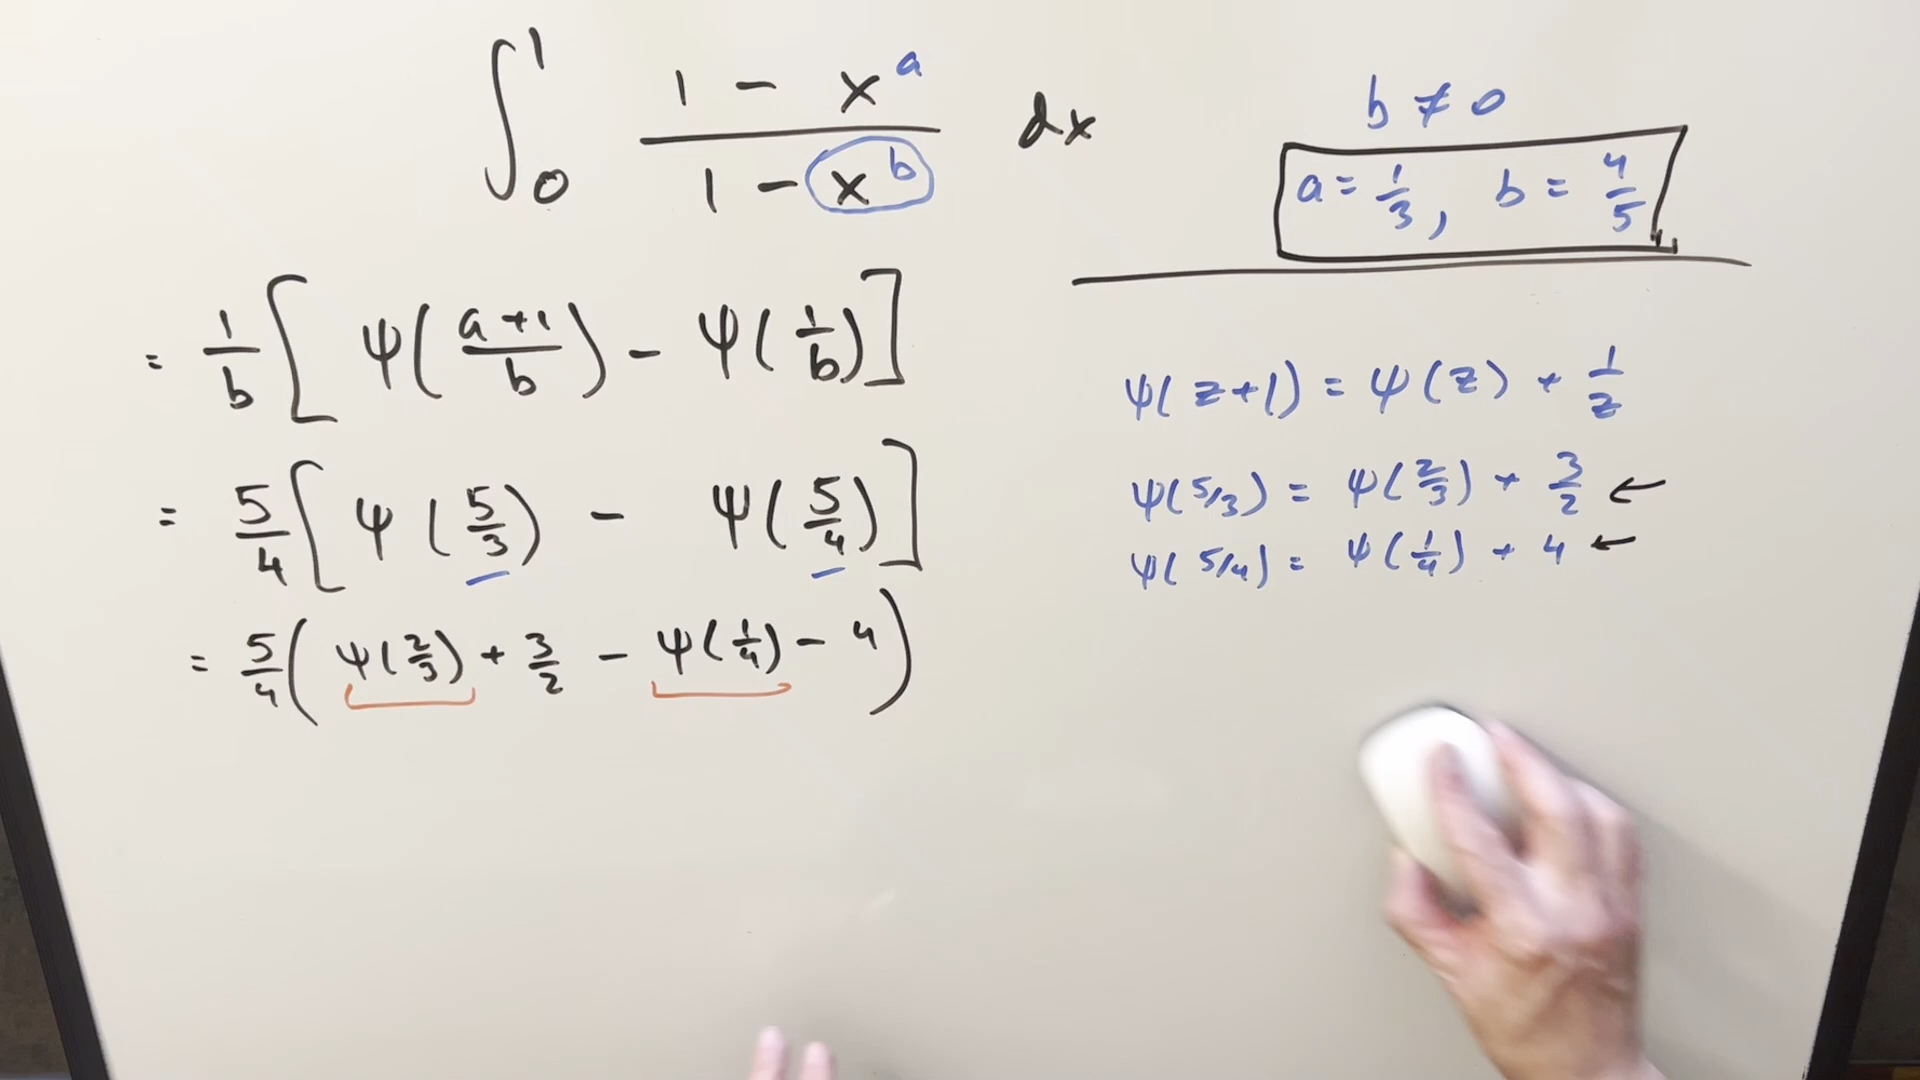 ∫₀¹ (1 - x^a)/(1 - x^b) dx
= 1/b [ ψ((a+1)/b) - ψ(1/b) ]
= 5/4 [ ψ(5/3) - ψ(5/4) ]
= 5/4 ( ψ(2/3) + 3/2 - ψ(1/4) - 4 )
b ≠ 0
a = 1/3, b = 4/5
ψ(z+1) = ψ(z) + 1/z
ψ(5/3) = ψ(2/3) + 3/2 ←
ψ(5/4) = ψ(1/4) + 4 ←